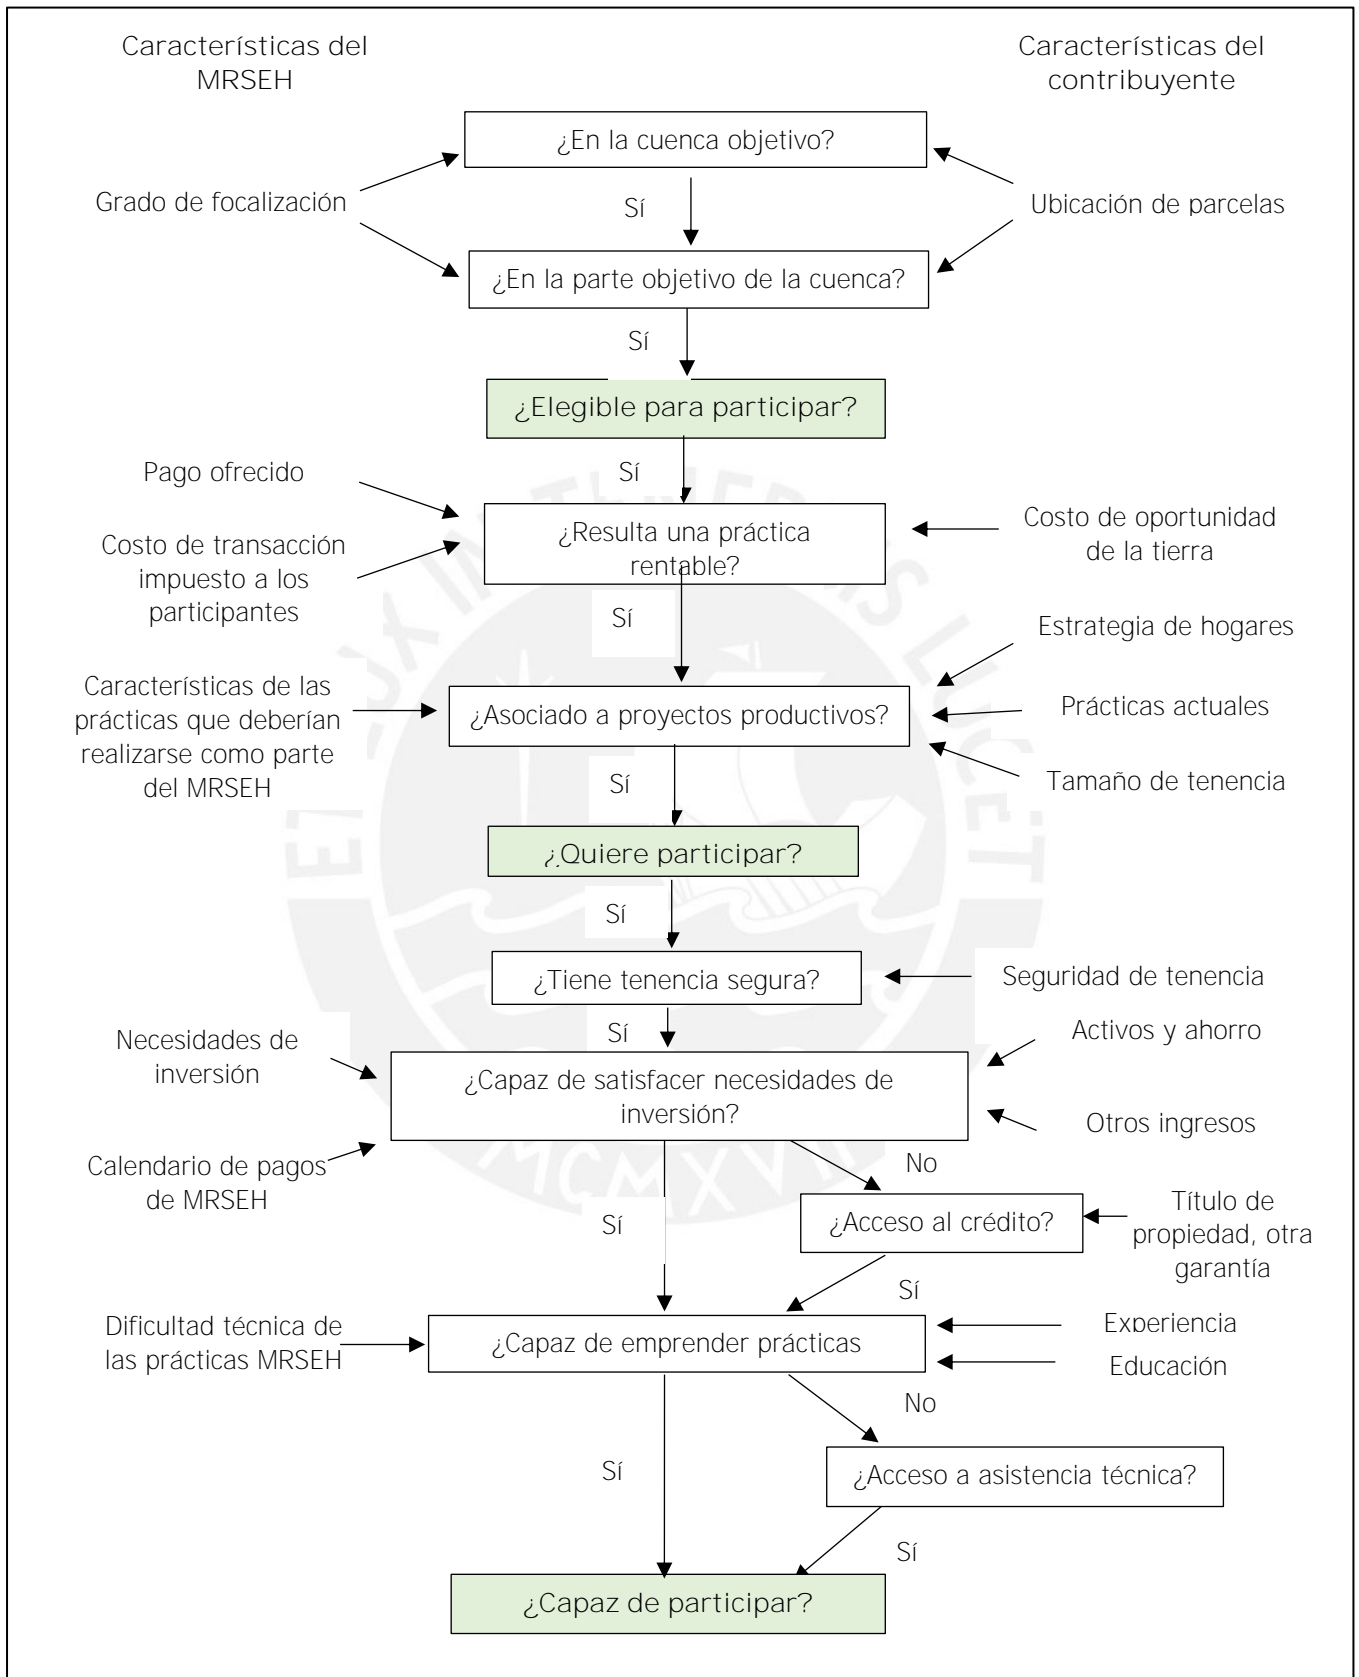 Características del
MRSEH
Características del
contribuyente
¿En la cuenca objetivo?
Grado de focalización
Sí
Ubicación de parcelas
¿En la parte objetivo de la cuenca?
Sí
¿Elegible para participar?
Pago ofrecido
Sí
Costo de transacción
impuesto a los
participantes
¿Resulta una práctica
rentable?
Costo de oportunidad
de la tierra
Sí
Estrategia de hogares
Características de las
prácticas que deberían
realizarse como parte
del MRSEH
¿Asociado a proyectos productivos?
Prácticas actuales
Tamaño de tenencia
Sí
¿Quiere participar?
Sí
¿Tiene tenencia segura?
Seguridad de tenencia
Sí
Necesidades de
inversión
Activos y ahorro
¿Capaz de satisfacer necesidades de
inversión?
Otros ingresos
Calendario de pagos
de MRSEH
No
Sí
¿Acceso al crédito?
Título de
propiedad, otra
garantía
Sí
Dificultad técnica de
las prácticas MRSEH
¿Capaz de emprender prácticas
Experiencia
Educación
No
Sí
¿Acceso a asistencia técnica?
Sí
¿Capaz de participar?
MCMXVII